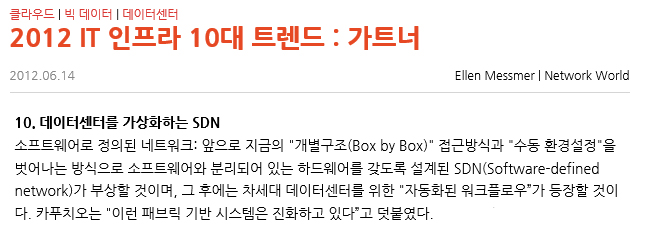 클라우드 | 빅 데이터 | 데이터센터
2012 IT 인프라 10대 트렌드 : 가트너
2012.06.14 Ellen Messmer | Network World
10. 데이터센터를 가상화하는 SDN
소프트웨어로 정의된 네트워크: 앞으로 지금의 "개별구조(Box by Box)" 접근방식과 "수동 환경설정"을
벗어나는 방식으로 소프트웨어와 분리되어 있는 하드웨어를 갖도록 설계된 SDN(Software-defined
network)가 부상할 것이며, 그 후에는 차세대 데이터센터를 위한 "자동화된 워크플로우”가 등장할 것이
다. 카푸치오는 "이런 패브릭 기반 시스템은 진화하고 있다”고 덧붙였다.